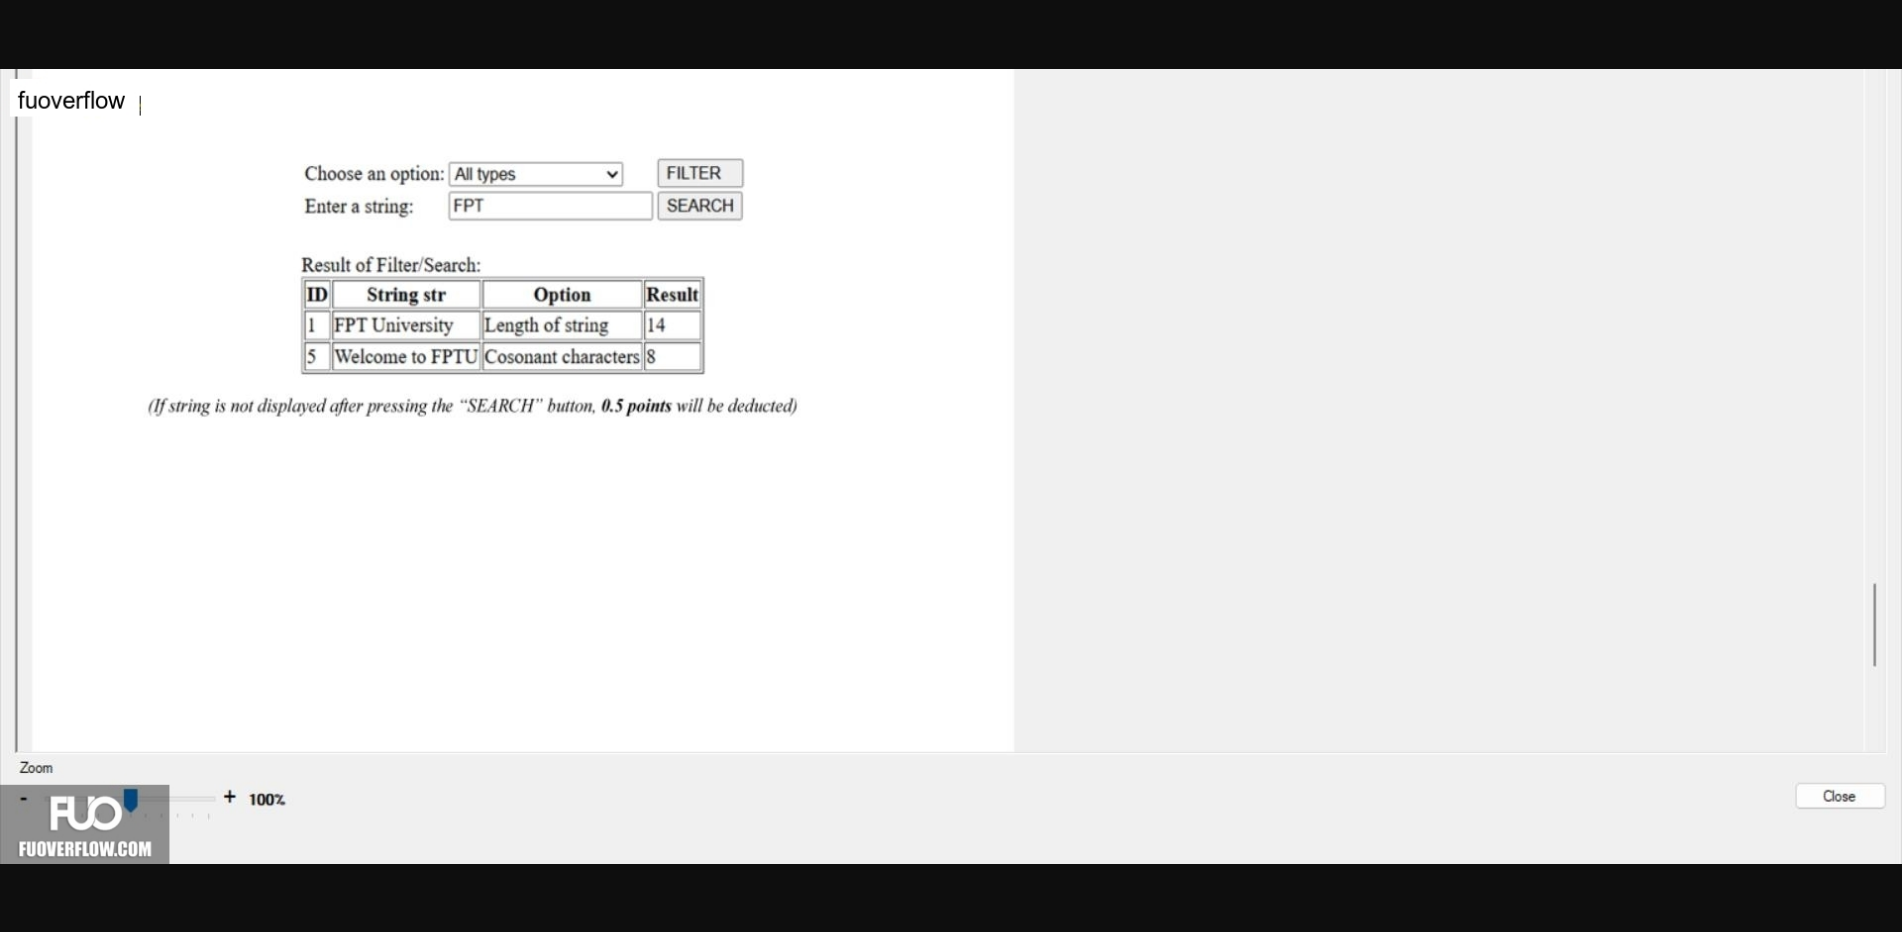 fuoverflow |
Choose an option: All types FILTER
Enter a string: FPT SEARCH
Result of Filter/Search:
ID String str Option Result
1 FPT University Length of string 14
5 Welcome to FPTU Cosonant characters 8
(If string is not displayed after pressing the “SEARCH” button, 0.5 points will be deducted)
Zoom
- + 100%
Close
FUO
FUOVERFLOW.COM